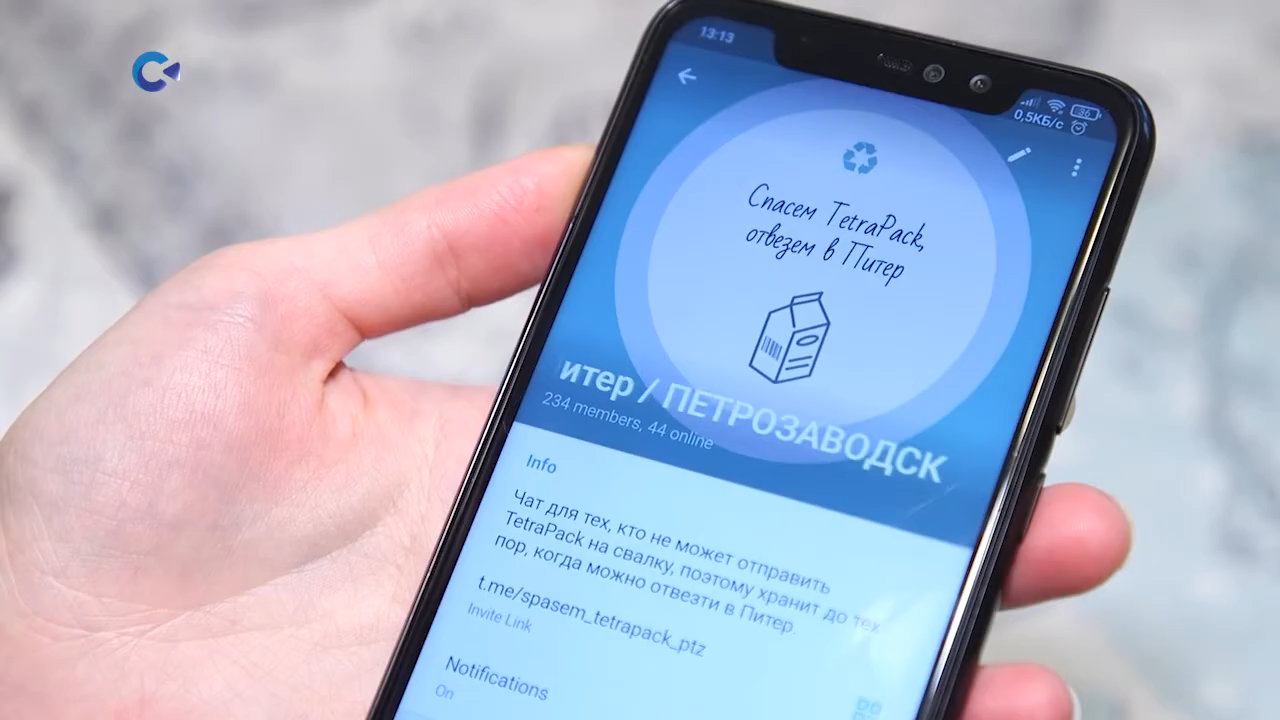 13:13
36
0,5КБ/с
Спасем TetraPack,
отвезем в Питер
итер / ПЕТРОЗАВОДСК
234 members, 44 online
Info
Чат для тех, кто не может отправить
TetraPack на свалку, поэтому хранит до тех
пор, когда можно отвезти в Питер.
t.me/spasem_tetrapack_ptz
Invite Link
Notifications
On